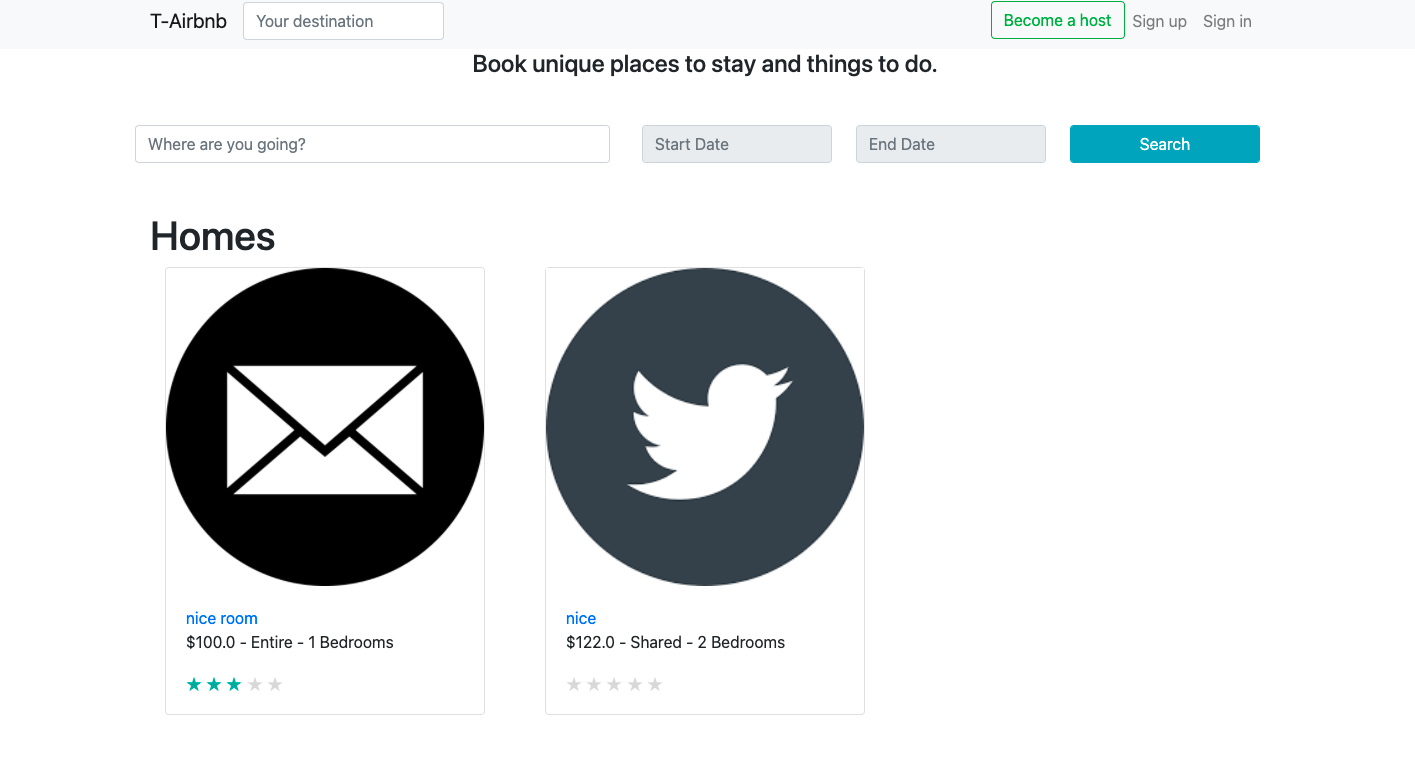 T-Airbnb Your destination Become a host Sign up Sign in
Book unique places to stay and things to do.
Where are you going? Start Date End Date Search
Homes
nice room
$100.0 - Entire - 1 Bedrooms
nice
$122.0 - Shared - 2 Bedrooms